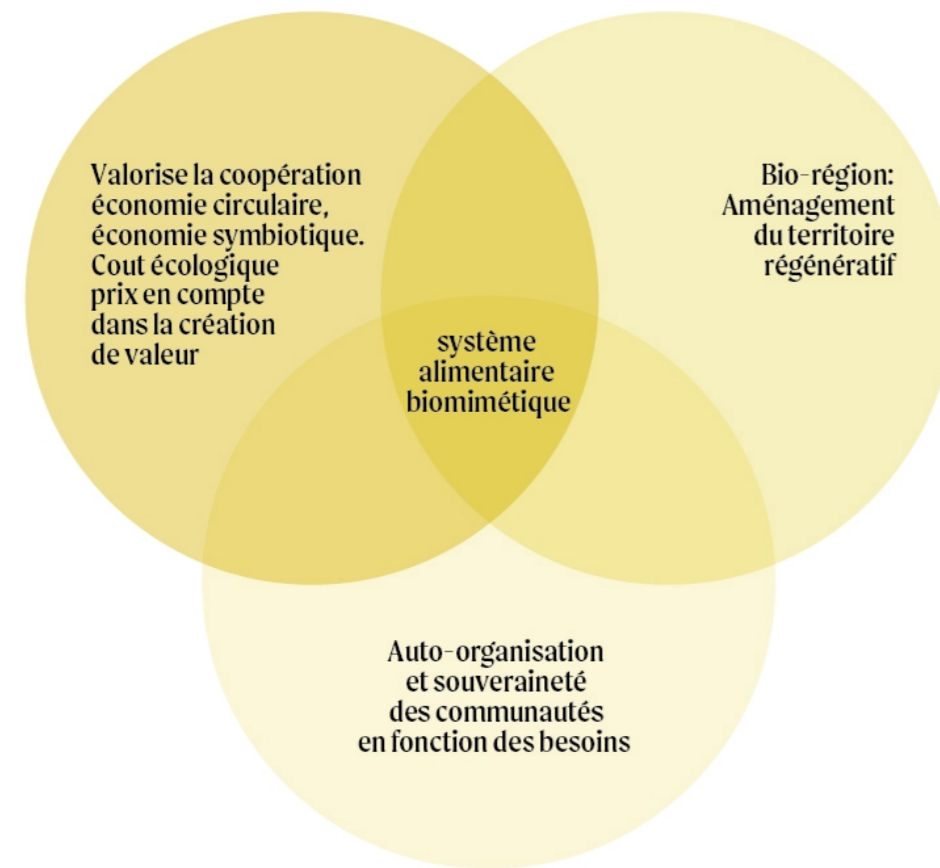 Valorise la coopération
économie circulaire,
économie symbiotique.
Cout écologique
prix en compte
dans la création
de valeur
Bio-région:
Aménagement
du territoire
régénératif
système
alimentaire
biomimétique
Auto-organisation
et souveraineté
des communautés
en fonction des besoins